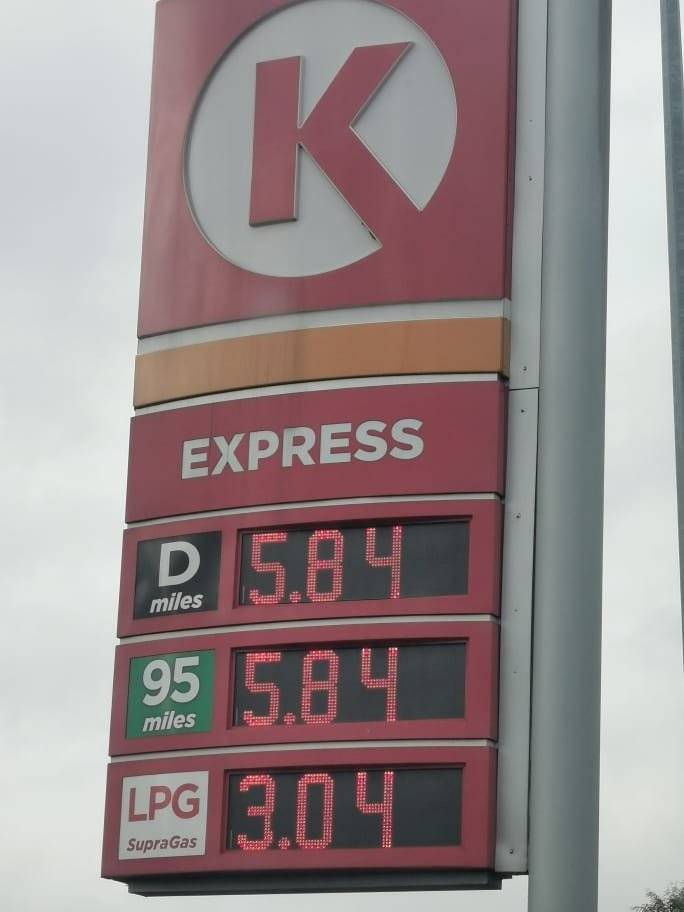 K
EXPRESS
D 5.84
miles
95 5.84
miles
LPG 3.04
SupraGas